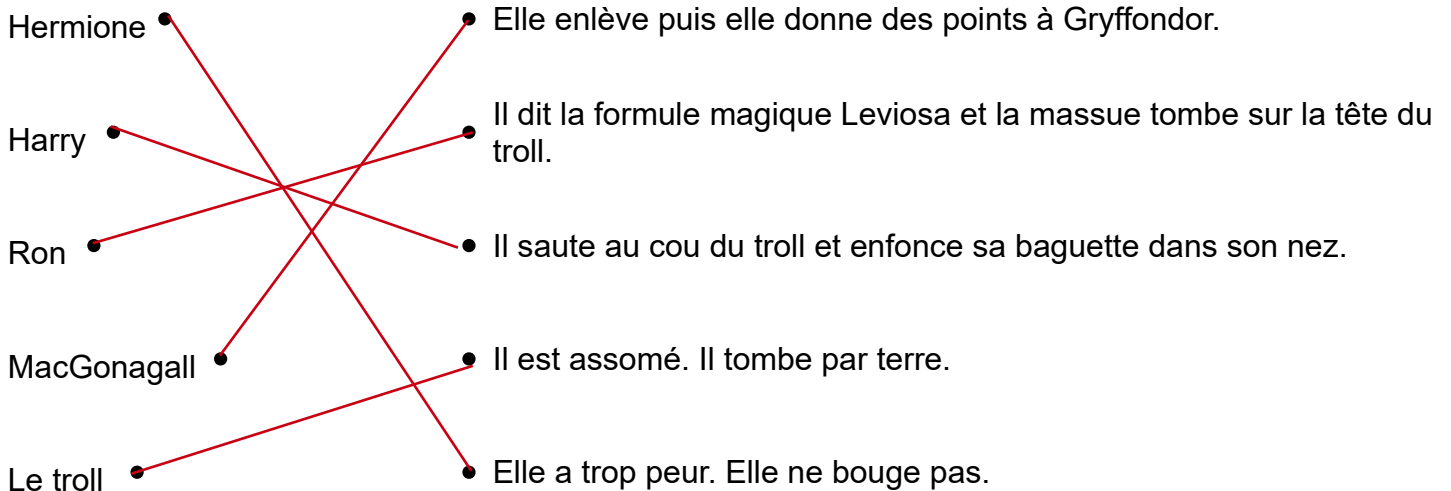 Hermione
Elle enlève puis elle donne des points à Gryffondor.
Harry
Il dit la formule magique Leviosa et la massue tombe sur la tête du
troll.
Ron
Il saute au cou du troll et enfonce sa baguette dans son nez.
MacGonagall
Il est assomé. Il tombe par terre.
Le troll
Elle a trop peur. Elle ne bouge pas.